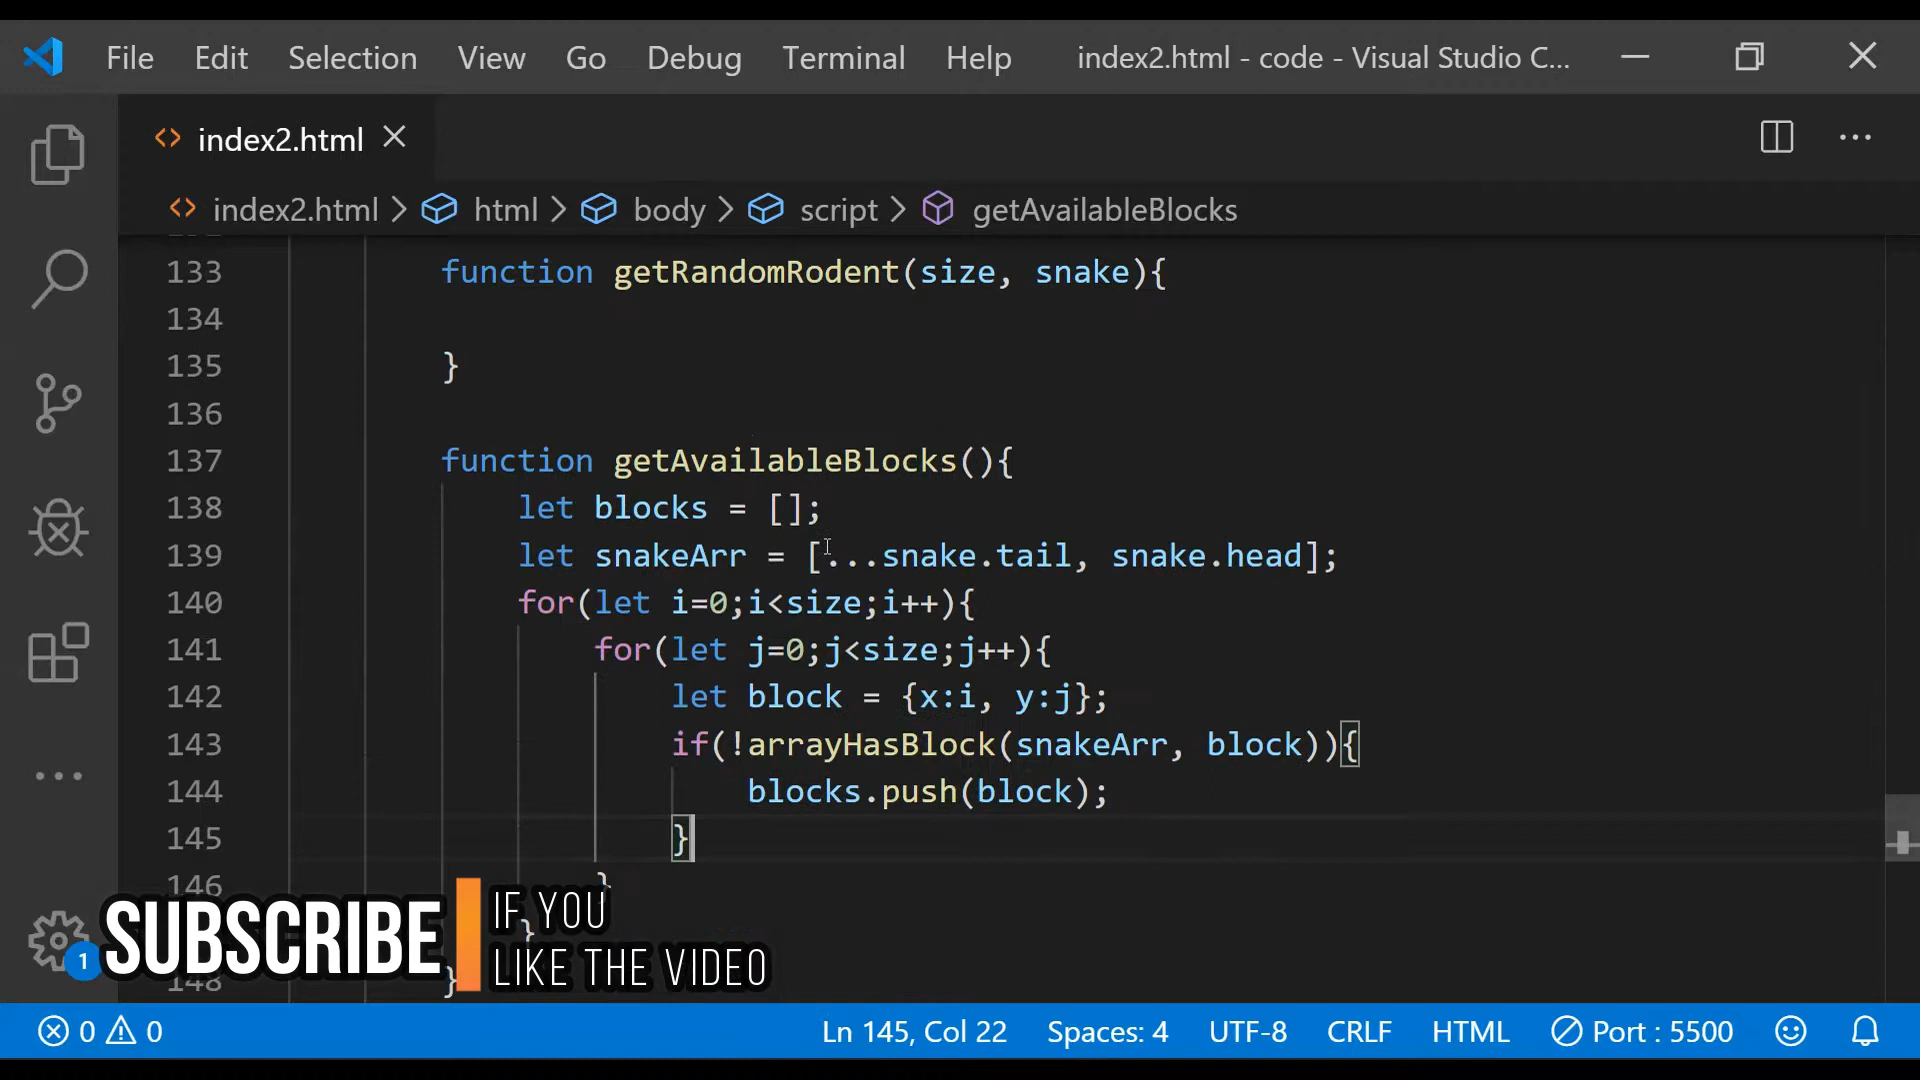 File Edit Selection View Go Debug Terminal Help index2.html - code - Visual Studio C...
index2.html
index2.html > html > body > script > getAvailableBlocks
133 function getRandomRodent(size, snake){
134
135 }
136
137 function getAvailableBlocks(){
138 let blocks = [];
139 let snakeArr = [...snake.tail, snake.head];
140 for(let i=0;i<size;i++){
141 for(let j=0;j<size;j++){
142 let block = {x:i, y:j};
143 if(!arrayHasBlock(snakeArr, block)){
144 blocks.push(block);
145 }
146 }
}
148 }
SUBSCRIBE
IF YOU
LIKE THE VIDEO
1
0 0 Ln 145, Col 22 Spaces: 4 UTF-8 CRLF HTML Port : 5500